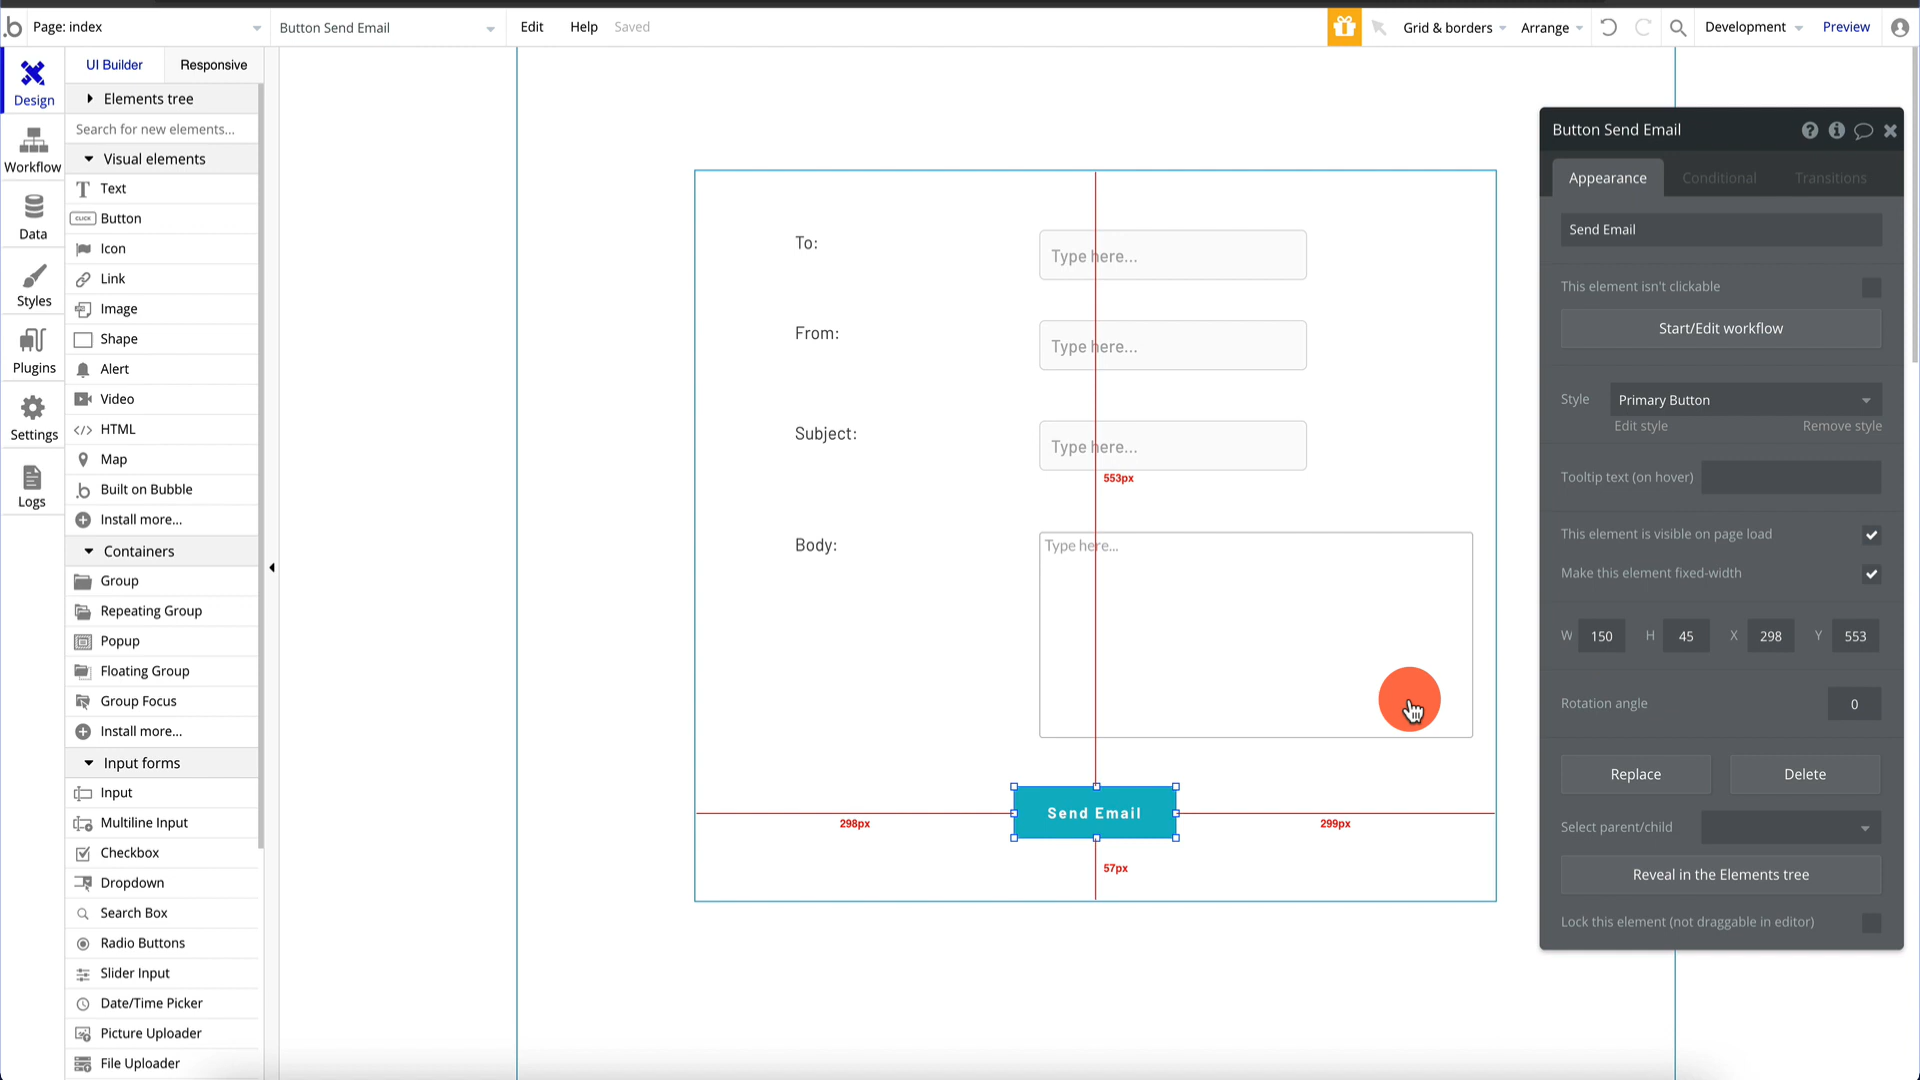 Page: index
Button Send Email
Edit
Help
Saved
Grid & borders
Arrange
Development
Preview
UI Builder
Responsive
Design
Workflow
Data
Styles
Plugins
Settings
Logs
Elements tree
Search for new elements...
Visual elements
Text
CLICK Button
Icon
Link
Image
Shape
Alert
Video
HTML
Map
Built on Bubble
Install more...
Containers
Group
Repeating Group
Popup
Floating Group
Group Focus
Install more...
Input forms
Input
Multiline Input
Checkbox
Dropdown
Search Box
Radio Buttons
Slider Input
Date/Time Picker
Picture Uploader
File Uploader
To:
Type here...
From:
Type here...
Subject:
Type here...
553px
Body:
Type here...
Send Email
298px
299px
57px
Button Send Email
Appearance
Conditional
Transitions
Send Email
This element isn't clickable
Start/Edit workflow
Style
Primary Button
Edit style
Remove style
Tooltip text (on hover)
This element is visible on page load
Make this element fixed-width
W 150 H 45 X 298 Y 553
Rotation angle 0
Replace
Delete
Select parent/child
Reveal in the Elements tree
Lock this element (not draggable in editor)